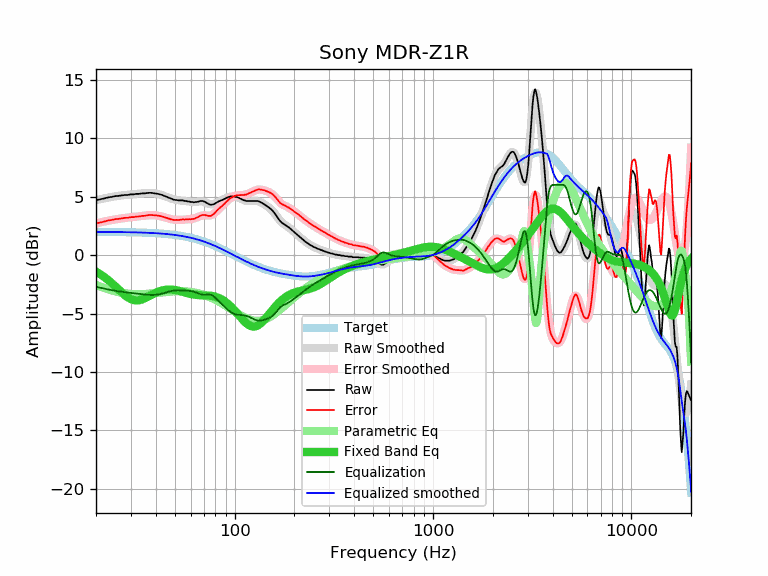 Sony MDR-Z1R
15
10
5
0
−5
−10
−15
−20
Amplitude (dBr)
Target
Raw Smoothed
Error Smoothed
Raw
Error
Parametric Eq
Fixed Band Eq
Equalization
Equalized smoothed
100 1000 10000
Frequency (Hz)